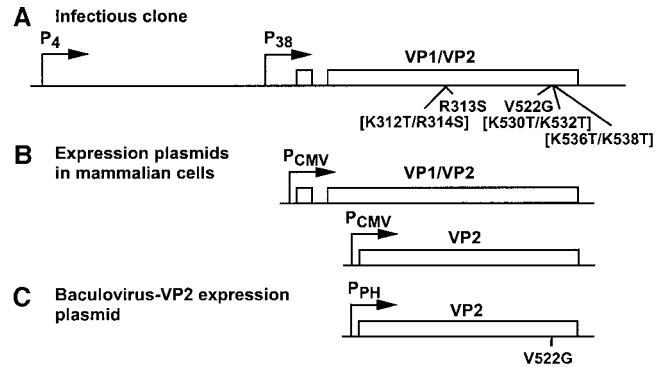 A Infectious clone
P4 P38 VP1/VP2
R313S V522G
[K312T/R314S] [K530T/K532T]
[K536T/K538T]
B Expression plasmids
in mammalian cells
PCMV VP1/VP2
PCMV VP2
C Baculovirus-VP2 expression
plasmid
PPH VP2
V522G